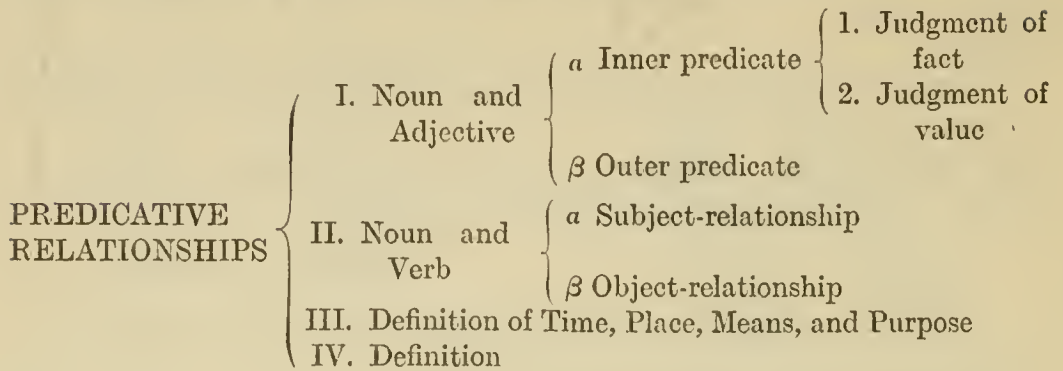 PREDICATIVE
RELATIONSHIPS
I. Noun and
Adjective
α Inner predicate
1. Judgment of
fact
2. Judgment of
value
β Outer predicate
II. Noun and
Verb
α Subject-relationship
β Object-relationship
III. Definition of Time, Place, Means, and Purpose
IV. Definition